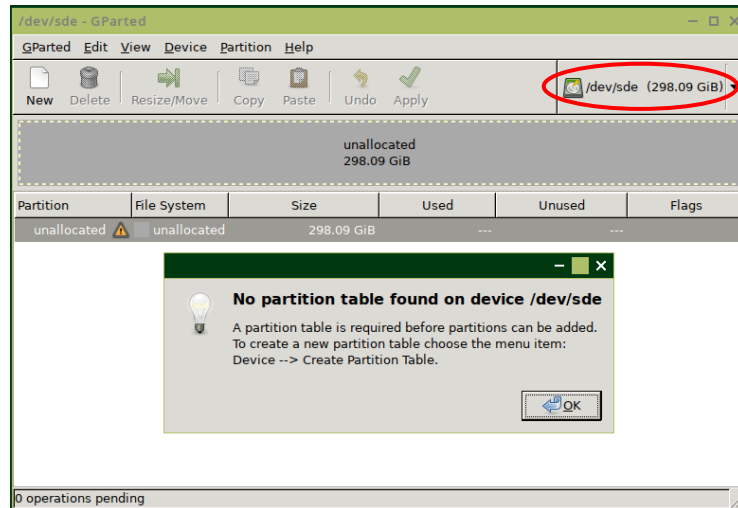 /dev/sde - GParted
GParted Edit View Device Partition Help
New Delete Resize/Move Copy Paste Undo Apply
/dev/sde (298.09 GiB)
unallocated
298.09 GiB
Partition File System Size Used Unused Flags
unallocated unallocated 298.09 GiB --- ---
No partition table found on device /dev/sde
A partition table is required before partitions can be added.
To create a new partition table choose the menu item:
Device --> Create Partition Table.
OK
0 operations pending